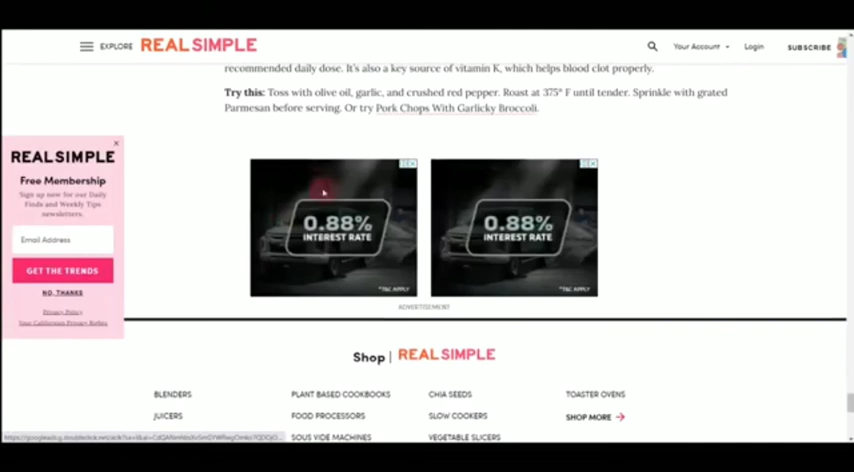 EXPLORE REAL SIMPLE
Your Account
Login
SUBSCRIBE
recommended daily dose. It's also a key source of vitamin K, which helps blood clot properly.
Try this: Toss with olive oil, garlic, and crushed red pepper. Roast at 375° F until tender. Sprinkle with grated
Parmesan before serving. Or try Pork Chops With Garlicky Broccoli.
REAL SIMPLE
Free Membership
Sign up now for our Daily
Finds and Weekly Tips
newsletters.
Email Address
GET THE TRENDS
NO, THANKS
Privacy Policy
Your Californian Privacy Rights
0.88%
INTEREST RATE
*T&C APPLY
0.88%
INTEREST RATE
*T&C APPLY
ADVERTISEMENT
Shop | REAL SIMPLE
BLENDERS
PLANT BASED COOKBOOKS
CHIA SEEDS
TOASTER OVENS
JUICERS
FOOD PROCESSORS
SLOW COOKERS
SHOP MORE →
SOUS VIDE MACHINES
VEGETABLE SLICERS